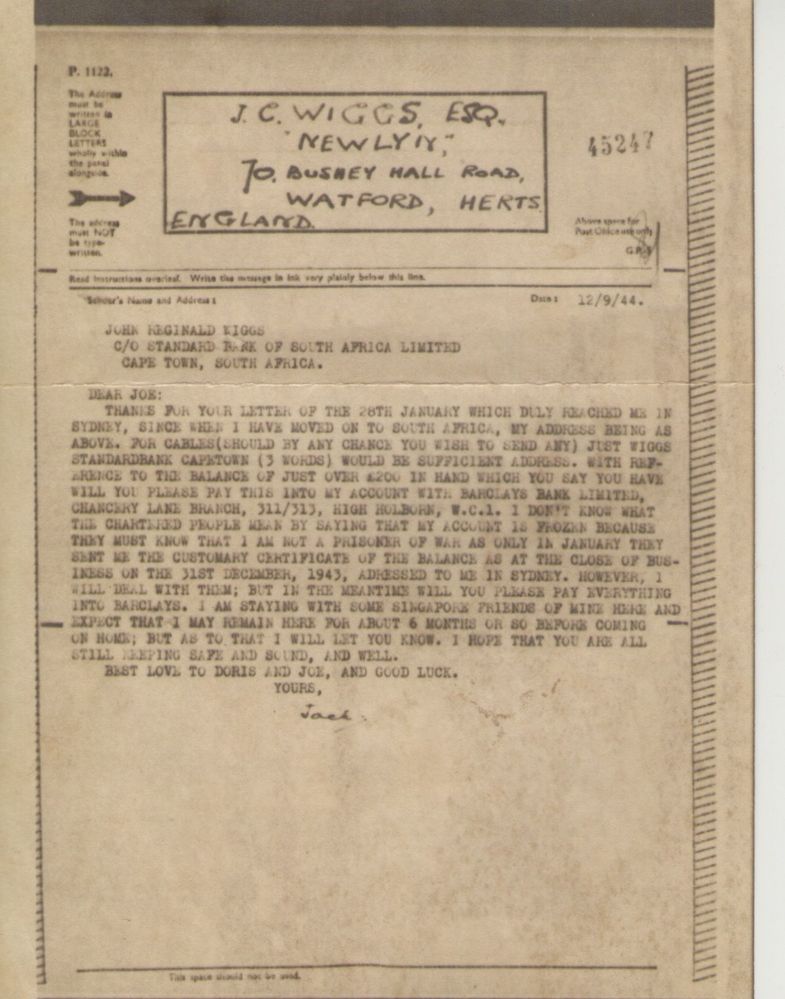 P. 1122.
The Address
must be
written in
LARGE
BLOCK
LETTERS
wholly within
the panel
alongside.
The address
must NOT
be type-
written.
J. C. WIGGS, ESQ.
"NEWLYN,"
70, BUSHEY HALL ROAD,
WATFORD, HERTS.
ENGLAND.
45247
Above space for
Post Office use only
Read instructions overleaf. Write the message in ink very plainly below this line.
Sender's Name and Address:
Date: 12/9/44.
JOHN REGINALD WIGGS
C/O STANDARD BANK OF SOUTH AFRICA LIMITED
CAPE TOWN, SOUTH AFRICA.
DEAR JOE:
THANKS FOR YOUR LETTER OF THE 28TH JANUARY WHICH DULY REACHED ME IN
SYDNEY, SINCE WHEN I HAVE MOVED ON TO SOUTH AFRICA, MY ADDRESS BEING AS
ABOVE. FOR CABLES(SHOULD BY ANY CHANCE YOU WISH TO SEND ANY) JUST WIGGS
STANDARDBANK CAPETOWN (3 WORDS) WOULD BE SUFFICIENT ADDRESS. WITH REF-
ERENCE TO THE BALANCE OF JUST OVER £200 IN HAND WHICH YOU SAY YOU HAVE
WILL YOU PLEASE PAY THIS INTO MY ACCOUNT WITH BARCLAYS BANK LIMITED,
CHANCERY LANE BRANCH, 311/313, HIGH HOLBORN, W.C.1. I DON'T KNOW WHAT
THE CHARTERED PEOPLE MEAN BY SAYING THAT MY ACCOUNT IS FROZEN BECAUSE
THEY MUST KNOW THAT I AM NOT A PRISONER OF WAR AS ONLY IN JANUARY THEY
SENT ME THE CUSTOMARY CERTIFICATE OF THE BALANCE AS AT THE CLOSE OF BUS-
INESS ON THE 31ST DECEMBER, 1943, ADRESSED TO ME IN SYDNEY. HOWEVER, I
WILL DEAL WITH THEM; BUT IN THE MEANTIME WILL YOU PLEASE PAY EVERYTHING
INTO BARCLAYS. I AM STAYING WITH SOME SINGAPORE FRIENDS OF MINE HERE AND
EXPECT THAT I MAY REMAIN HERE FOR ABOUT 6 MONTHS OR SO BEFORE COMING
ON HOME; BUT AS TO THAT I WILL LET YOU KNOW. I HOPE THAT YOU ARE ALL
STILL KEEPING SAFE AND SOUND, AND WELL.
BEST LOVE TO DORIS AND JOE, AND GOOD LUCK.
YOURS,
Jack.
This space should not be used.